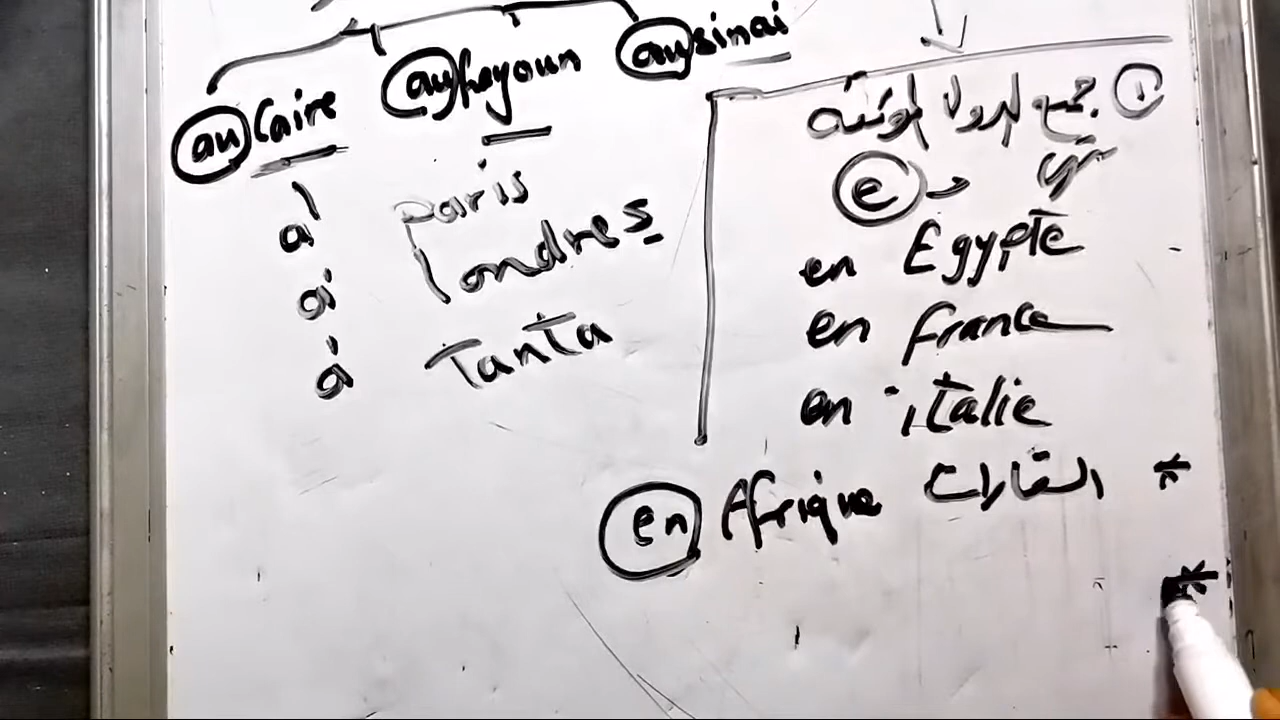 au Caire au Fayoun au sinai
à paris
à Londres
à Tanta
① جميع الدول المؤنثة
e
en Egypte
en France
en italie
* القارات en Afrique
*